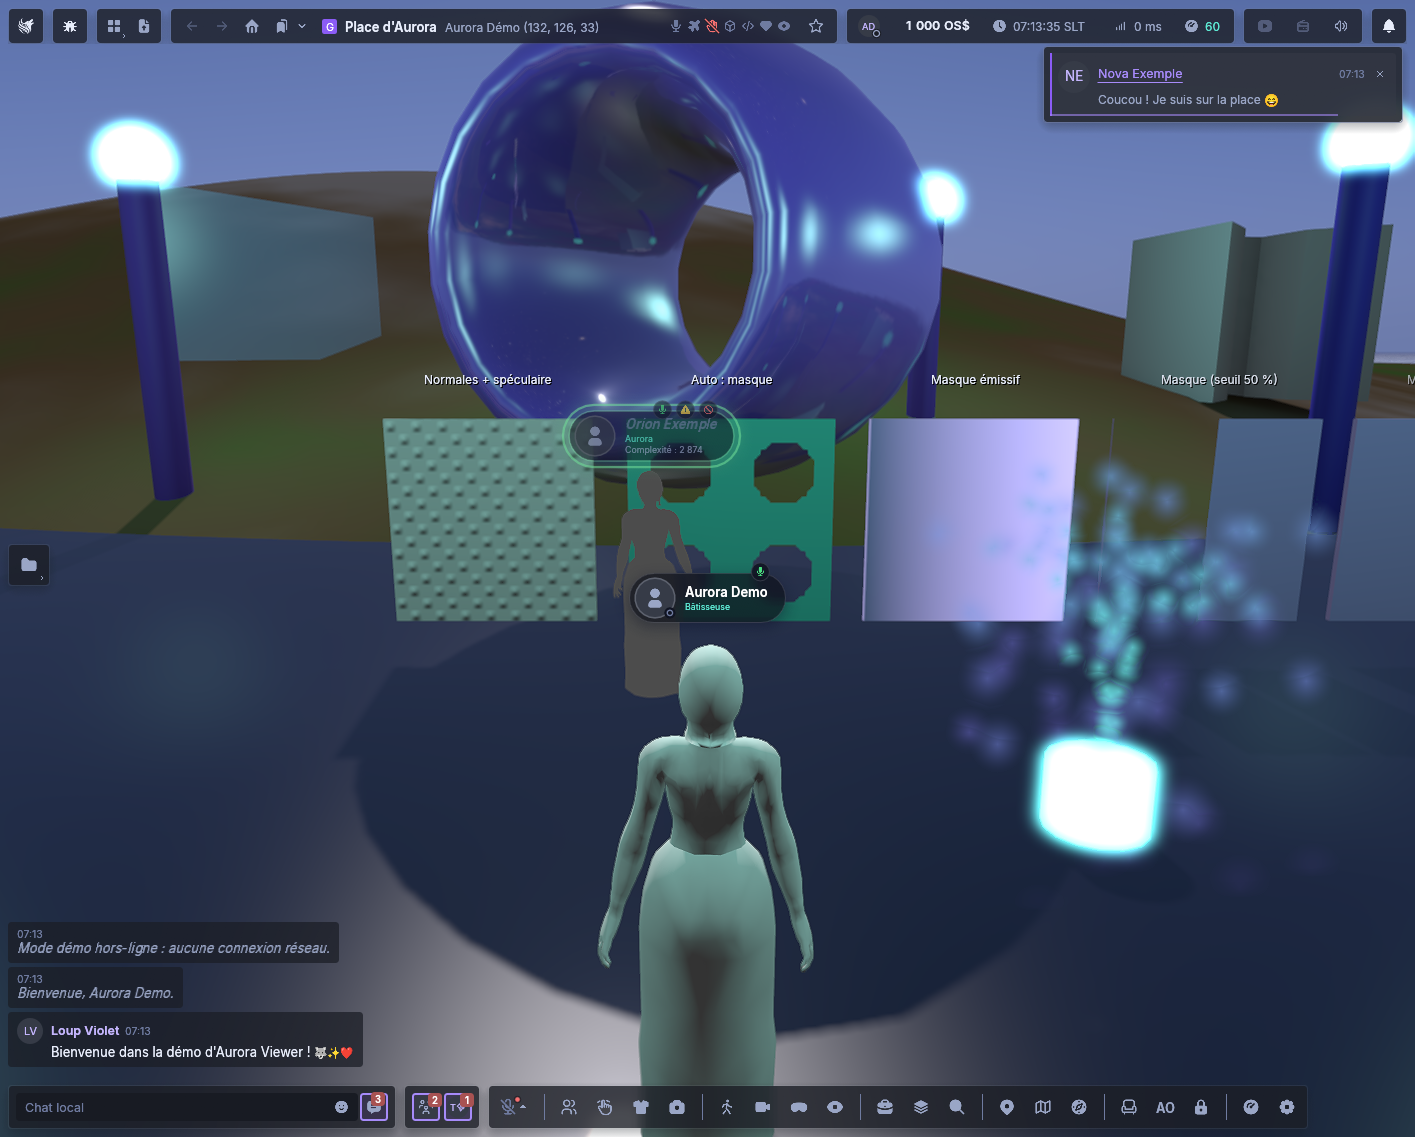 G Place d'Aurora Aurora Démo (132, 126, 33)
AD 1 000 OS$ 07:13:35 SLT 0 ms 60
NE Nova Exemple 07:13
Coucou ! Je suis sur la place 😄
Normales + spéculaire Auto : masque Masque émissif Masque (seuil 50 %) M
Orion Exemple
Aurora
Complexité : 2 874
Aurora Demo
Bâtisseuse
07:13
Mode démo hors-ligne : aucune connexion réseau.
07:13
Bienvenue, Aurora Demo.
LV Loup Violet 07:13
Bienvenue dans la démo d'Aurora Viewer ! 🐺✨❤️
Chat local 3 2 T 1 AO